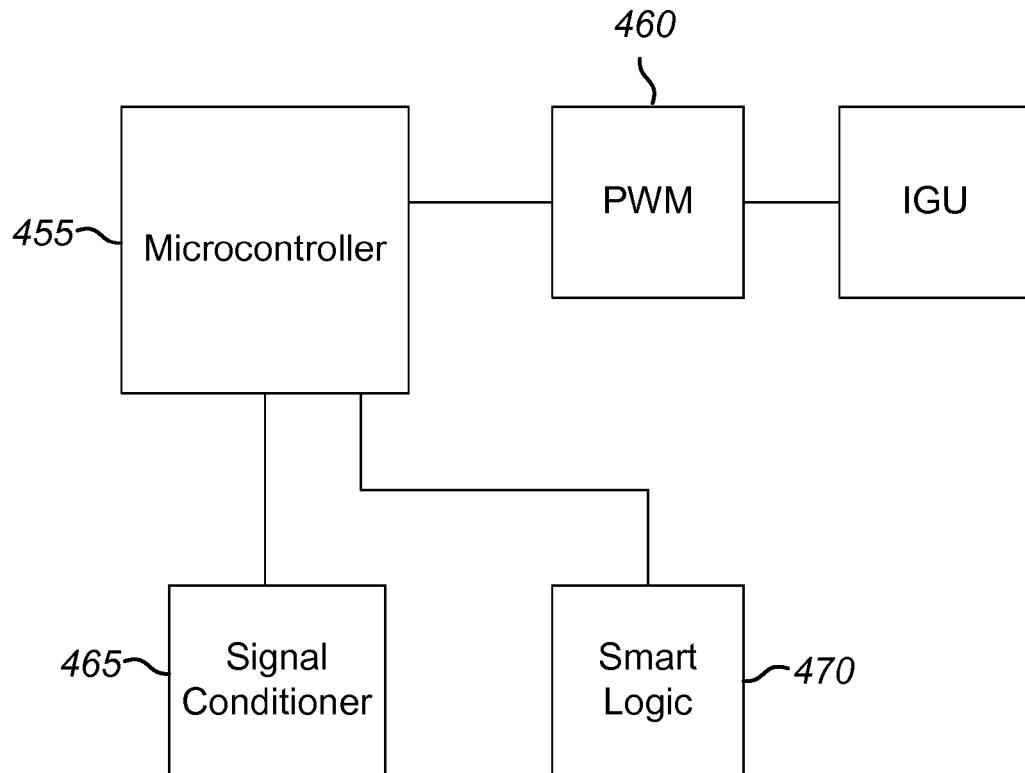 460
455
Microcontroller
PWM
IGU
465
Signal
Conditioner
Smart
Logic
470